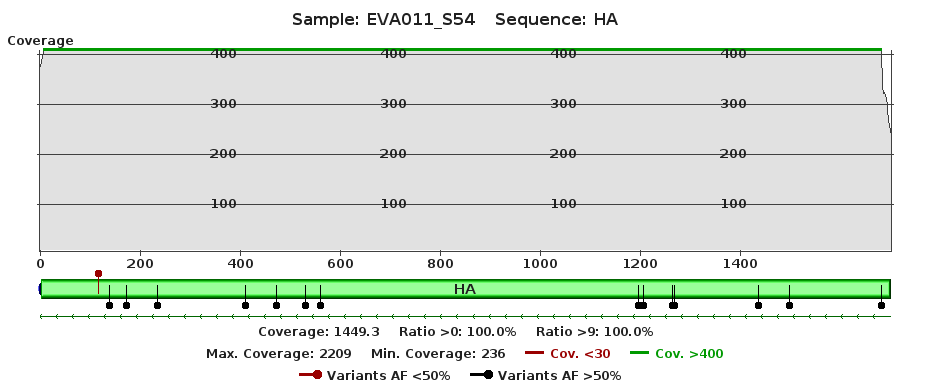 Sample: EVA011_S54 Sequence: HA
Coverage
400 400 400 400
300 300 300 300
200 200 200 200
100 100 100 100
0 200 400 600 800 1000 1200 1400
HA
Coverage: 1449.3 Ratio >0: 100.0% Ratio >9: 100.0%
Max. Coverage: 2209 Min. Coverage: 236 Cov. <30 Cov. >400
Variants AF <50% Variants AF >50%